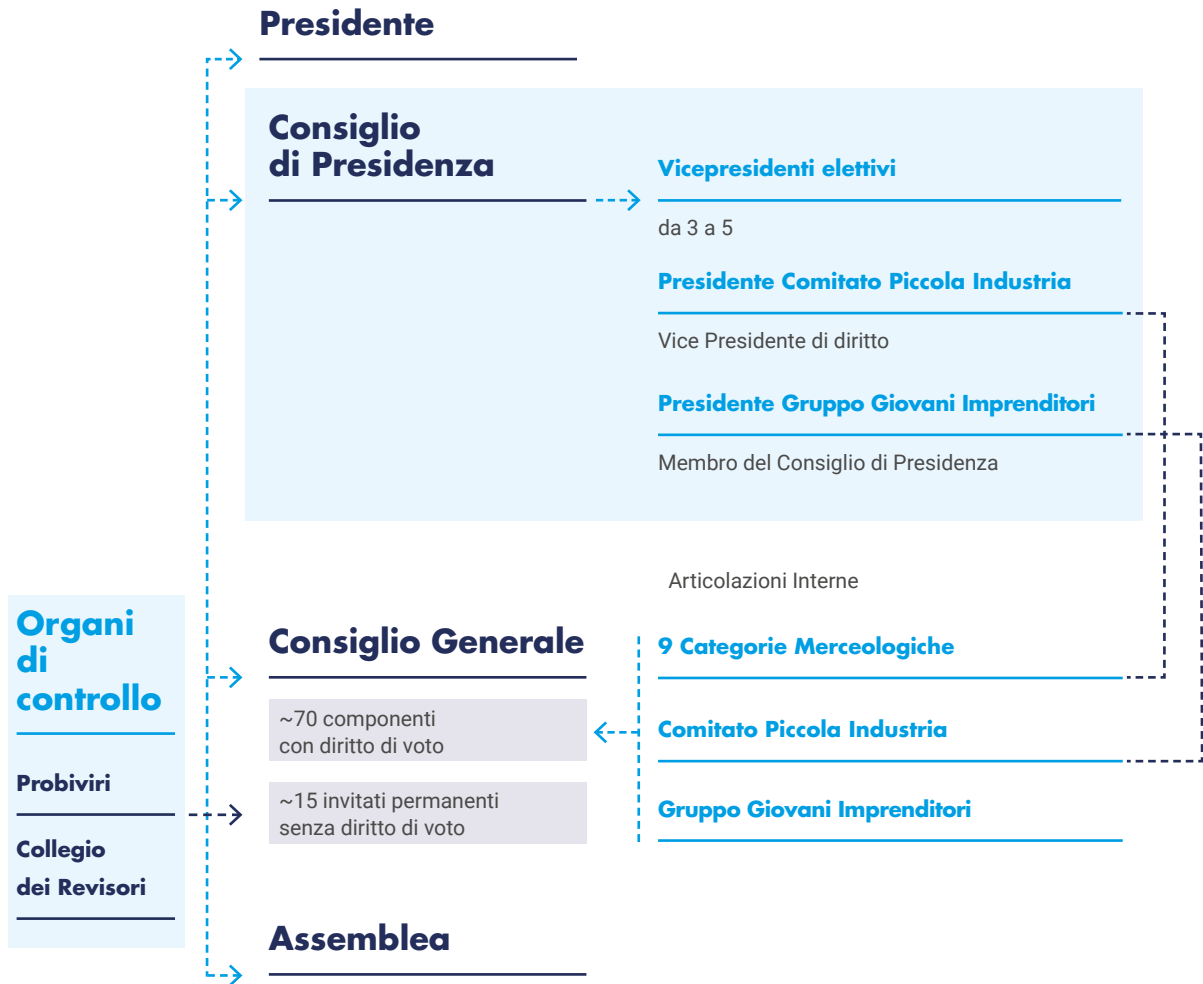 Presidente
Consiglio
di Presidenza
Vicepresidenti elettivi
da 3 a 5
Presidente Comitato Piccola Industria
Vice Presidente di diritto
Presidente Gruppo Giovani Imprenditori
Membro del Consiglio di Presidenza
Articolazioni Interne
Organi
di
controllo
Probiviri
Collegio
dei Revisori
Consiglio Generale
~70 componenti
con diritto di voto
~15 invitati permanenti
senza diritto di voto
9 Categorie Merceologiche
Comitato Piccola Industria
Gruppo Giovani Imprenditori
Assemblea